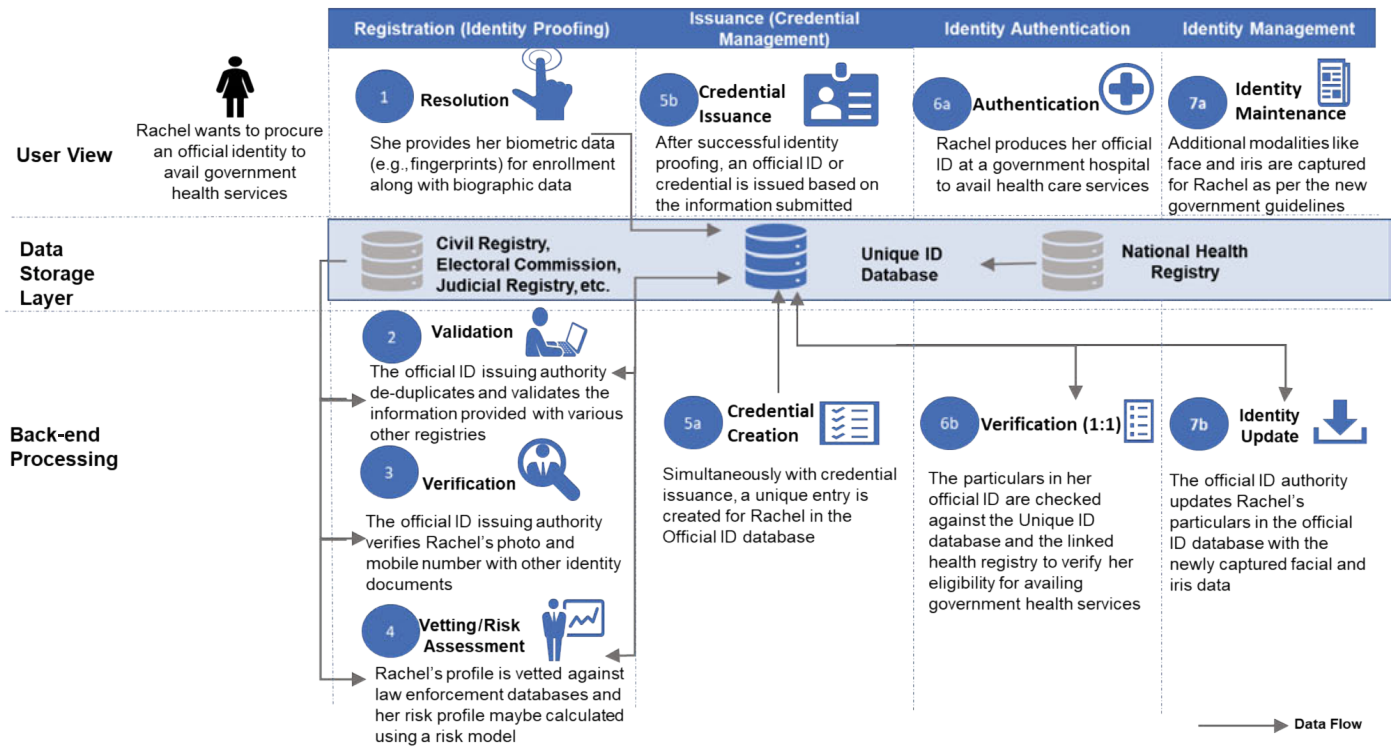 Registration (Identity Proofing)
Issuance (Credential
Management)
Identity Authentication
Identity Management
User View
Rachel wants to procure
an official identity to
avail government
health services
1
Resolution
She provides her biometric data
(e.g., fingerprints) for enrollment
along with biographic data
5b
Credential
Issuance
After successful identity
proofing, an official ID or
credential is issued based on
the information submitted
6a
Authentication
Rachel produces her official
ID at a government hospital
to avail health care services
7a
Identity
Maintenance
Additional modalities like
face and iris are captured
for Rachel as per the new
government guidelines
Data
Storage
Layer
Civil Registry,
Electoral Commission,
Judicial Registry, etc.
Unique ID
Database
National Health
Registry
Back-end
Processing
2
Validation
The official ID issuing authority
de-duplicates and validates the
information provided with various
other registries
3
Verification
The official ID issuing authority
verifies Rachel's photo and
mobile number with other identity
documents
4
Vetting/Risk
Assessment
Rachel's profile is vetted against
law enforcement databases and
her risk profile maybe calculated
using a risk model
5a
Credential
Creation
Simultaneously with credential
issuance, a unique entry is
created for Rachel in the
Official ID database
6b
Verification (1:1)
The particulars in her
official ID are checked
against the Unique ID
database and the linked
health registry to verify her
eligibility for availing
government health services
7b
Identity
Update
The official ID authority
updates Rachel's
particulars in the official
ID database with the
newly captured facial and
iris data
Data Flow